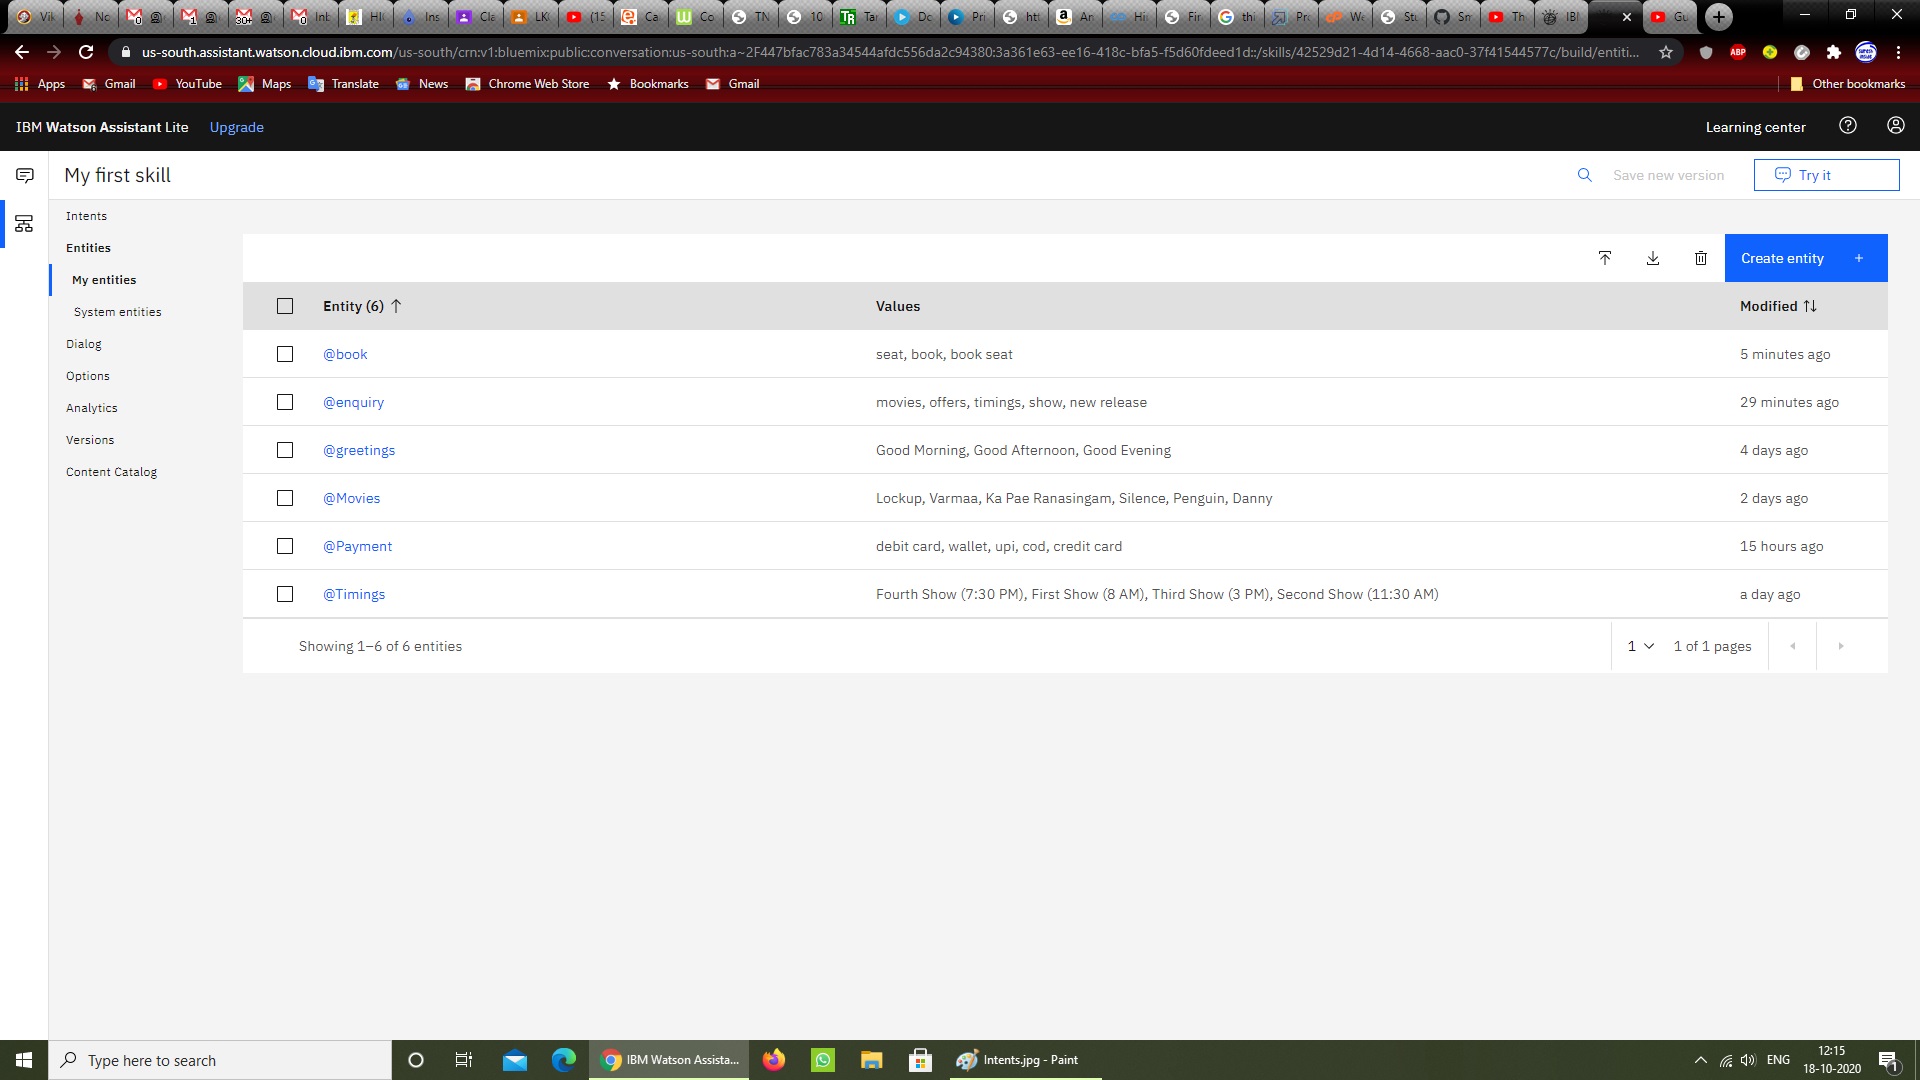 Vik
Nc
Inb
HIC
Ins
Cla
LK
(15
Ca
Co
TN
10
Tar
Dc
Pri
htt
An
Hi
Fir
thi
Pro
We
Stu
Sn
Th
IBI
Gu
us-south.assistant.watson.cloud.ibm.com/us-south/crn:v1:bluemix:public:conversation:us-south:a~2F447bfac783a34544afdc556da2c94380:3a361e63-ee16-418c-bfa5-f5d60fdeed1d::/skills/42529d21-4d14-4668-aac0-37f41544577c/build/entiti...
ABP
Apps Gmail YouTube Maps Translate News Chrome Web Store Bookmarks Gmail Other bookmarks
IBM Watson Assistant Lite Upgrade Learning center
My first skill Save new version Try it
Intents
Entities
My entities
System entities
Dialog
Options
Analytics
Versions
Content Catalog
Create entity +
Entity (6) Values Modified
@book seat, book, book seat 5 minutes ago
@enquiry movies, offers, timings, show, new release 29 minutes ago
@greetings Good Morning, Good Afternoon, Good Evening 4 days ago
@Movies Lockup, Varmaa, Ka Pae Ranasingam, Silence, Penguin, Danny 2 days ago
@Payment debit card, wallet, upi, cod, credit card 15 hours ago
@Timings Fourth Show (7:30 PM), First Show (8 AM), Third Show (3 PM), Second Show (11:30 AM) a day ago
Showing 1–6 of 6 entities 1 1 of 1 pages
Type here to search IBM Watson Assista... Intents.jpg - Paint ENG 12:15
18-10-2020 1